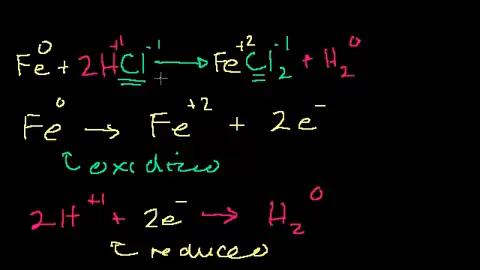 Fe⁰ + 2H⁺¹Cl⁻¹ → Fe⁺²Cl₂⁻¹ + H₂⁰
Fe⁰ → Fe⁺² + 2e⁻
oxidized
2H⁺¹ + 2e⁻ → H₂⁰
reduced